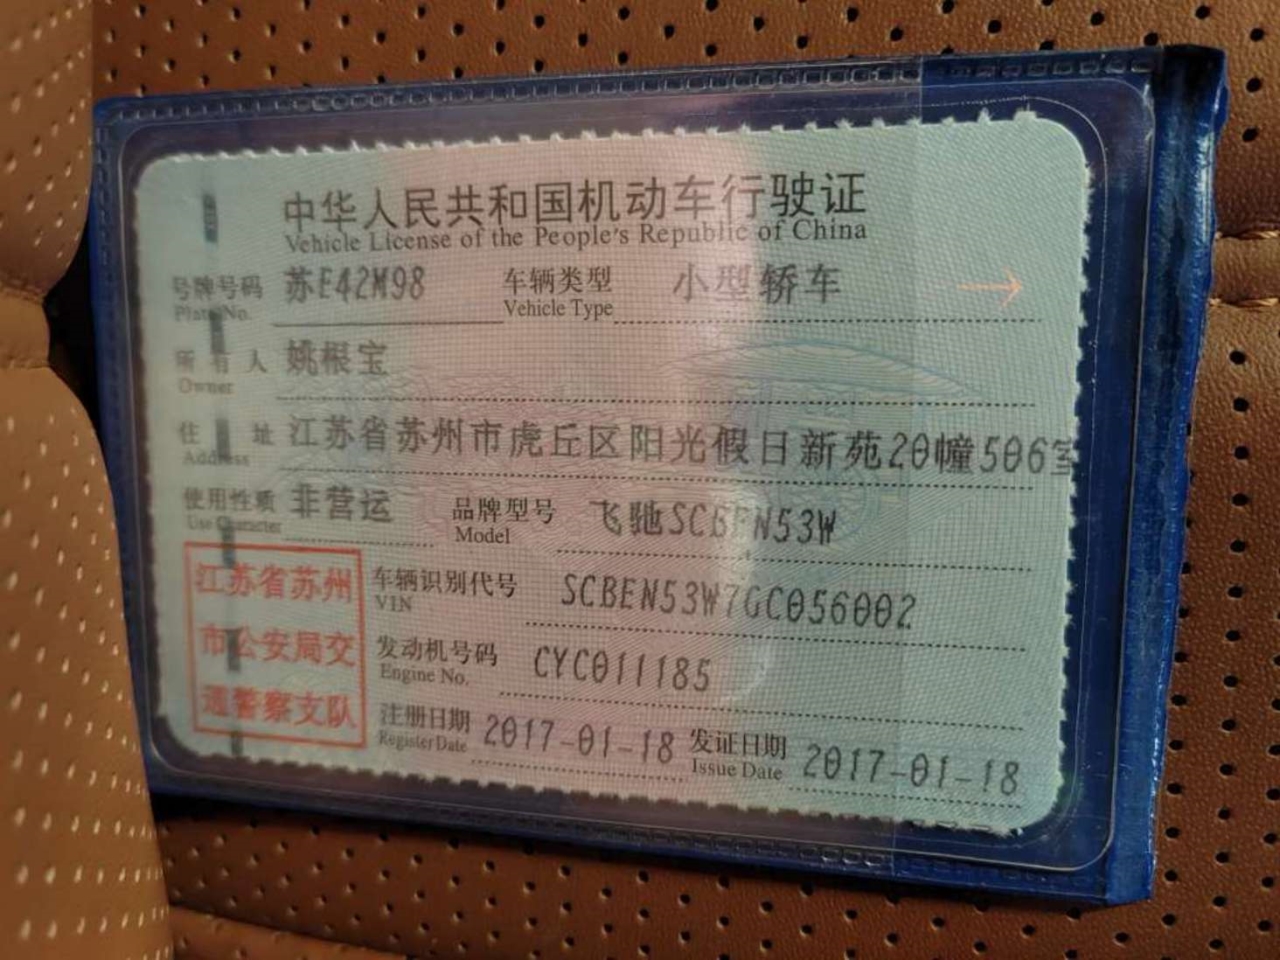 中华人民共和国机动车行驶证
Vehicle License of the People's Republic of China
号牌号码 苏E42M98 车辆类型 小型轿车
Plate No. Vehicle Type
所有人 姚根宝
Owner
住址 江苏省苏州市虎丘区阳光假日新苑20幢506室
Address
使用性质 非营运 品牌型号 飞驰SCBEN53W
Use Character Model
江苏省苏州
市公安局交
通警察支队
车辆识别代号 SCBEN53W7GC056002
VIN
发动机号码 CYC011185
Engine No.
注册日期 2017-01-18 发证日期 2017-01-18
Register Date Issue Date